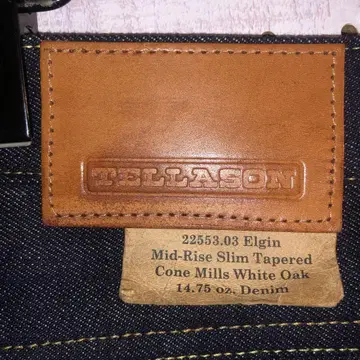 TELLASON
22553.03 Elgin
Mid-Rise Slim Tapered
Cone Mills White Oak
14.75 oz. Denim